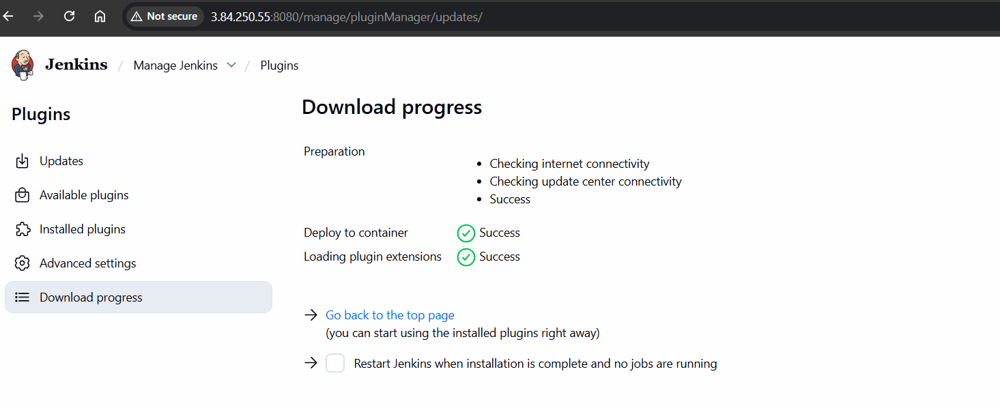 Not secure 3.84.250.55:8080/manage/pluginManager/updates/
Jenkins / Manage Jenkins / Plugins
Plugins
Updates
Available plugins
Installed plugins
Advanced settings
Download progress
Download progress
Preparation
Checking internet connectivity
Checking update center connectivity
Success
Deploy to container Success
Loading plugin extensions Success
Go back to the top page
(you can start using the installed plugins right away)
Restart Jenkins when installation is complete and no jobs are running